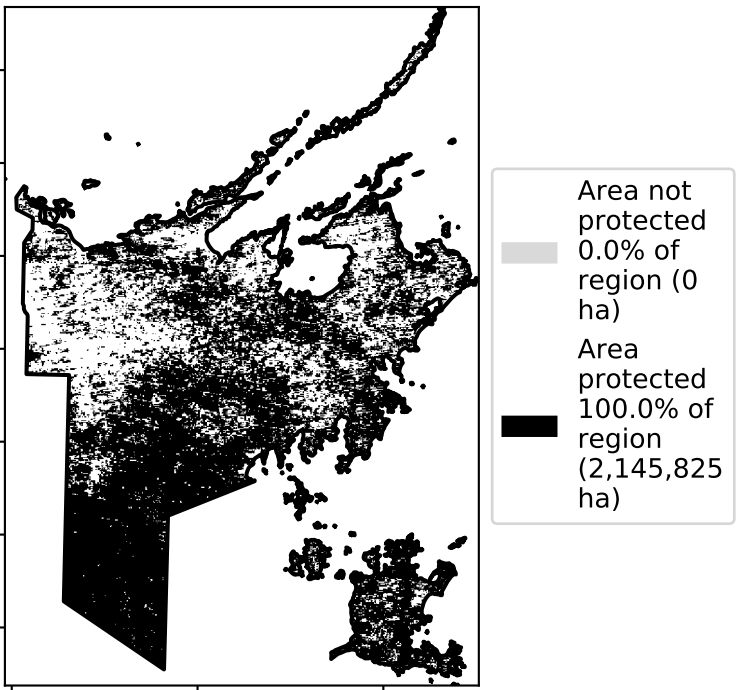 Area not
protected
0.0% of
region (0
ha)
Area
protected
100.0% of
region
(2,145,825
ha)